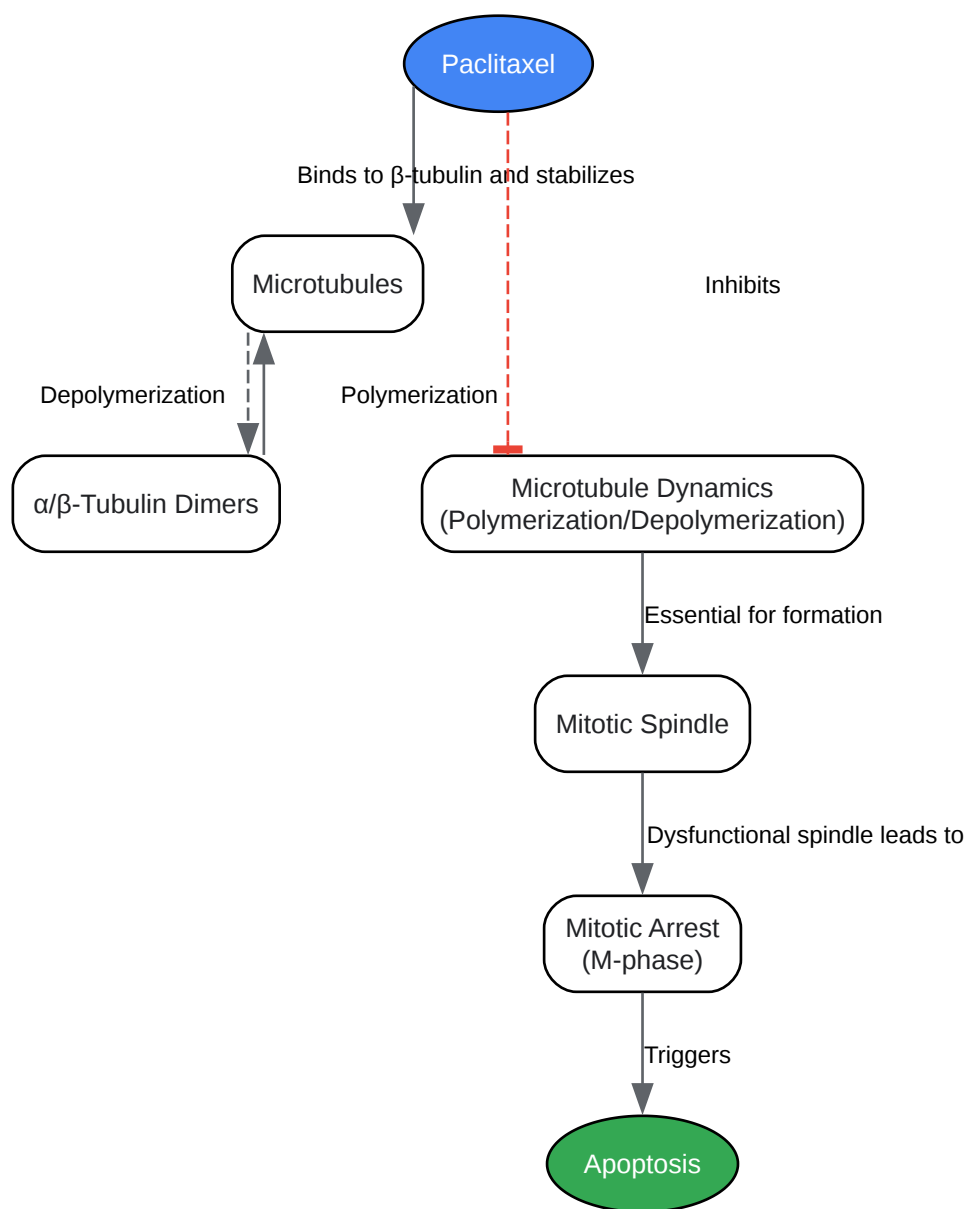 Paclitaxel
Binds to β-tubulin and stabilizes
Microtubules
Inhibits
Depolymerization
Polymerization
α/β-Tubulin Dimers
Microtubule Dynamics
(Polymerization/Depolymerization)
Essential for formation
Mitotic Spindle
Dysfunctional spindle leads to
Mitotic Arrest
(M-phase)
Triggers
Apoptosis